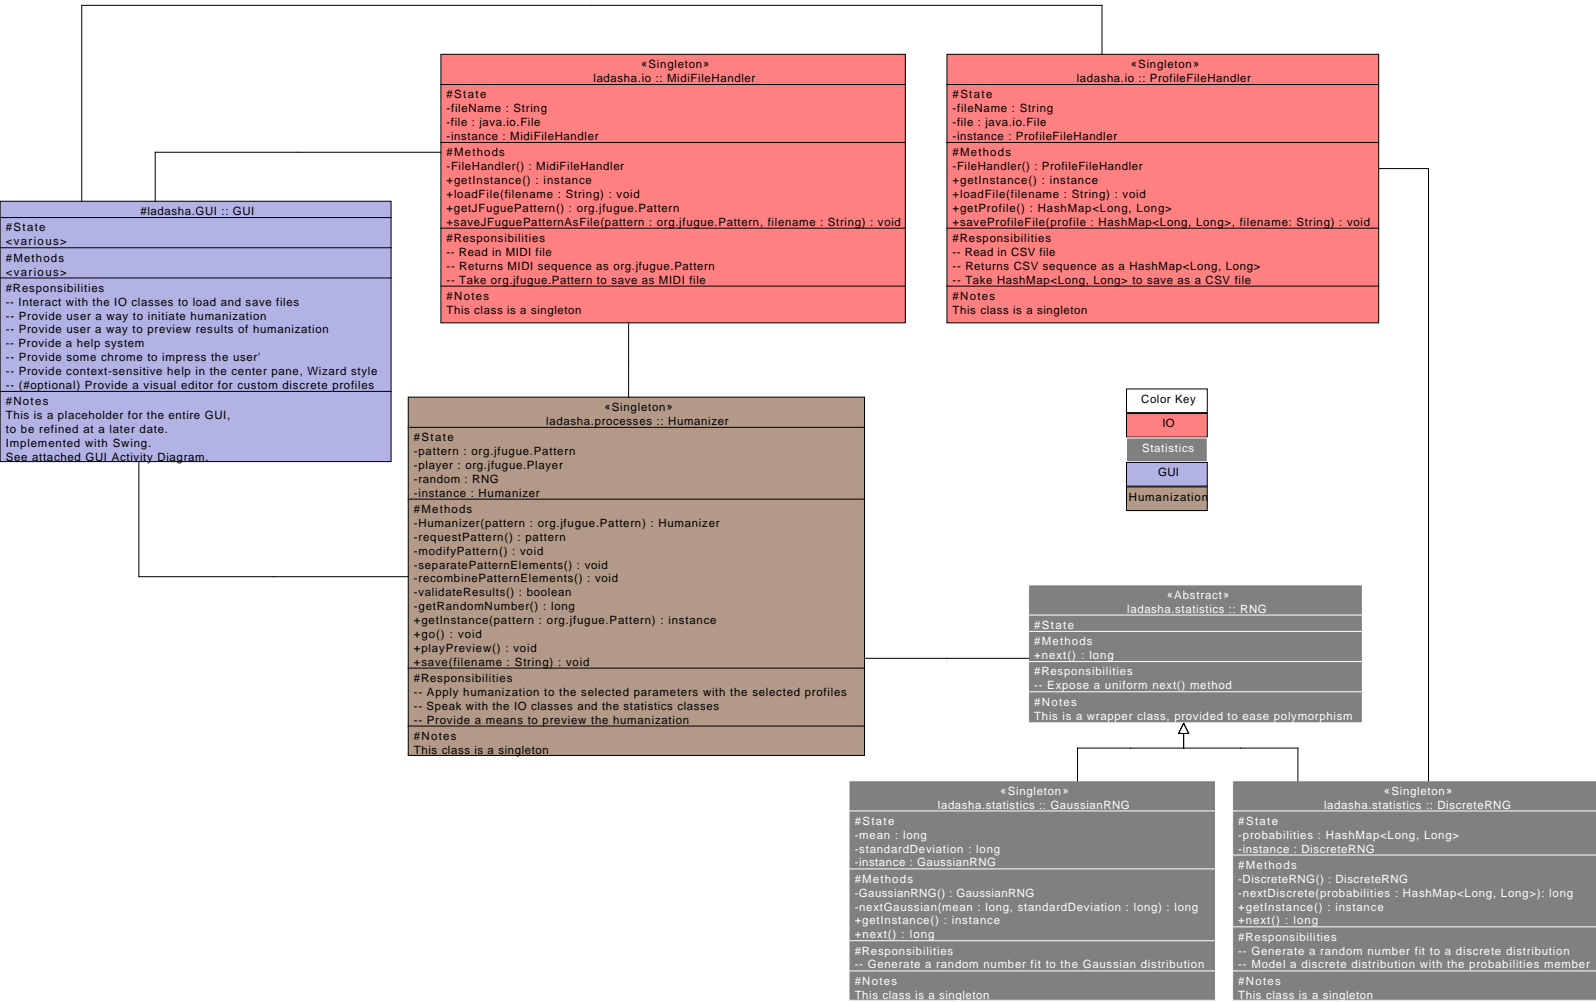 «Singleton»
ladasha.io :: MidiFileHandler
#State
-fileName : String
-file : java.io.File
-instance : MidiFileHandler
#Methods
-FileHandler() : MidiFileHandler
+getInstance() : instance
+loadFile(filename : String) : void
+getJFuguePattern() : org.jfugue.Pattern
+saveJFuguePatternAsFile(pattern : org.jfugue.Pattern, filename : String) : void
#Responsibilities
-- Read in MIDI file
-- Returns MIDI sequence as org.jfugue.Pattern
-- Take org.jfugue.Pattern to save as MIDI file
#Notes
This class is a singleton
«Singleton»
ladasha.io :: ProfileFileHandler
#State
-fileName : String
-file : java.io.File
-instance : ProfileFileHandler
#Methods
-FileHandler() : ProfileFileHandler
+getInstance() : instance
+loadFile(filename : String) : void
+getProfile() : HashMap<Long, Long>
+saveProfileFile(profile : HashMap<Long, Long>, filename: String) : void
#Responsibilities
-- Read in CSV file
-- Returns CSV sequence as a HashMap<Long, Long>
-- Take HashMap<Long, Long> to save as a CSV file
#Notes
This class is a singleton
#ladasha.GUI :: GUI
#State
<various>
#Methods
<various>
#Responsibilities
-- Interact with the IO classes to load and save files
-- Provide user a way to initiate humanization
-- Provide user a way to preview results of humanization
-- Provide a help system
-- Provide some chrome to impress the user'
-- Provide context-sensitive help in the center pane, Wizard style
-- (#optional) Provide a visual editor for custom discrete profiles
#Notes
This is a placeholder for the entire GUI,
to be refined at a later date.
Implemented with Swing.
See attached GUI Activity Diagram.
«Singleton»
ladasha.processes :: Humanizer
#State
-pattern : org.jfugue.Pattern
-player : org.jfugue.Player
-random : RNG
-instance : Humanizer
#Methods
-Humanizer(pattern : org.jfugue.Pattern) : Humanizer
-requestPattern() : pattern
-modifyPattern() : void
-separatePatternElements() : void
-recombinePatternElements() : void
-validateResults() : boolean
-getRandomNumber() : long
+getInstance(pattern : org.jfugue.Pattern) : instance
+go() : void
+playPreview() : void
+save(filename : String) : void
#Responsibilities
-- Apply humanization to the selected parameters with the selected profiles
-- Speak with the IO classes and the statistics classes
-- Provide a means to preview the humanization
#Notes
This class is a singleton
Color Key
IO
Statistics
GUI
Humanization
«Abstract»
ladasha.statistics :: RNG
#State
#Methods
+next() : long
#Responsibilities
-- Expose a uniform next() method
#Notes
This is a wrapper class, provided to ease polymorphism
«Singleton»
ladasha.statistics :: GaussianRNG
#State
-mean : long
-standardDeviation : long
-instance : GaussianRNG
#Methods
-GaussianRNG() : GaussianRNG
-nextGaussian(mean : long, standardDeviation : long) : long
+getInstance() : instance
+next() : long
#Responsibilities
-- Generate a random number fit to the Gaussian distribution
#Notes
This class is a singleton
«Singleton»
ladasha.statistics :: DiscreteRNG
#State
-probabilities : HashMap<Long, Long>
-instance : DiscreteRNG
#Methods
-DiscreteRNG() : DiscreteRNG
-nextDiscrete(probabilities : HashMap<Long, Long>): long
+getInstance() : instance
+next() : long
#Responsibilities
-- Generate a random number fit to a discrete distribution
-- Model a discrete distribution with the probabilities member
#Notes
This class is a singleton